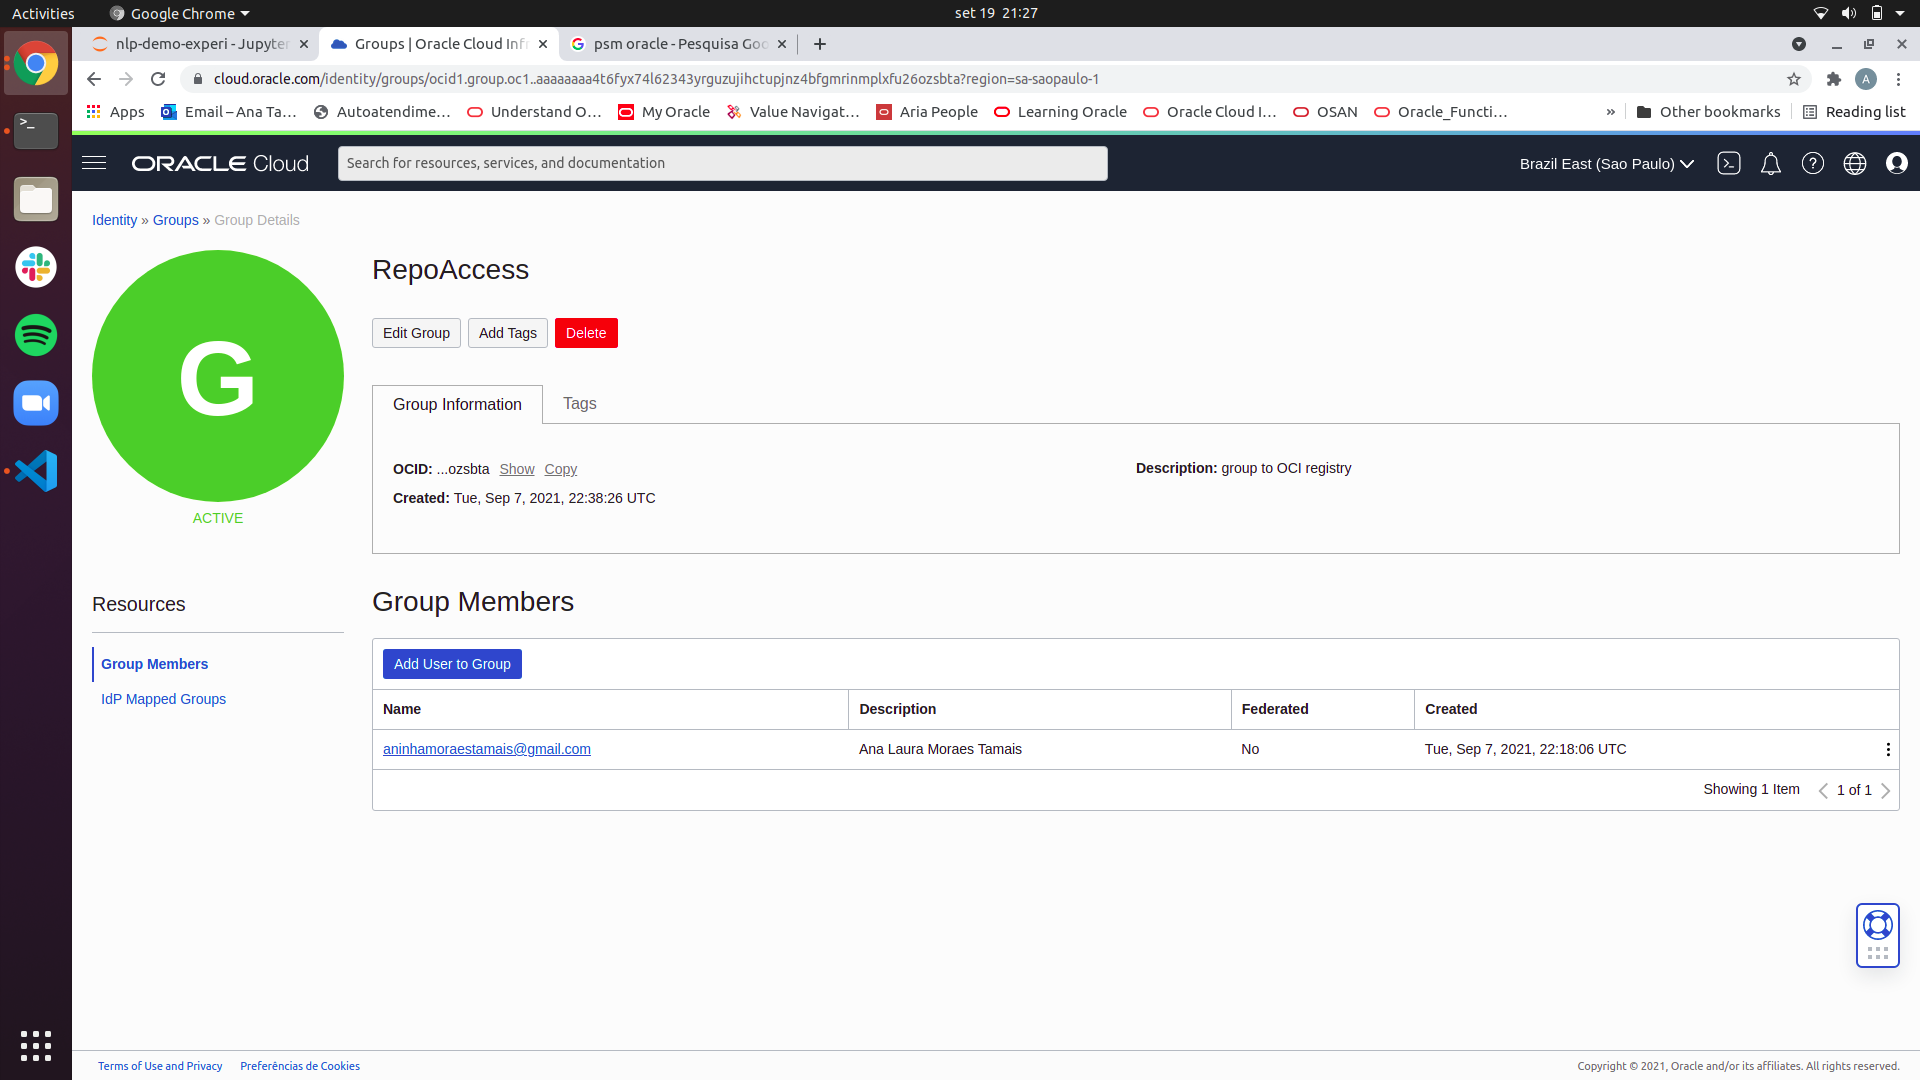 Activities
Google Chrome
set 19 21:27
nlp-demo-experi - Jupyter
Groups | Oracle Cloud Infr
psm oracle - Pesquisa Goo
cloud.oracle.com/identity/groups/ocid1.group.oc1..aaaaaaaa4t6fyx74l62343yrguzujihctupjnz4bfgmrinmplxfu26ozsbta?region=sa-saopaulo-1
A
Apps
Email – Ana Ta…
Autoatendime…
Understand O…
My Oracle
Value Navigat…
Aria People
Learning Oracle
Oracle Cloud I…
OSAN
Oracle_Functi…
»
Other bookmarks
Reading list
ORACLE Cloud
Search for resources, services, and documentation
Brazil East (Sao Paulo)
Identity » Groups » Group Details
G
ACTIVE
RepoAccess
Edit Group
Add Tags
Delete
Group Information
Tags
OCID: ...ozsbta Show Copy
Description: group to OCI registry
Created: Tue, Sep 7, 2021, 22:38:26 UTC
Resources
Group Members
IdP Mapped Groups
Group Members
Add User to Group
Name Description Federated Created
aninhamoraestamais@gmail.com Ana Laura Moraes Tamais No Tue, Sep 7, 2021, 22:18:06 UTC
Showing 1 Item 1 of 1
Terms of Use and Privacy
Preferências de Cookies
Copyright © 2021, Oracle and/or its affiliates. All rights reserved.